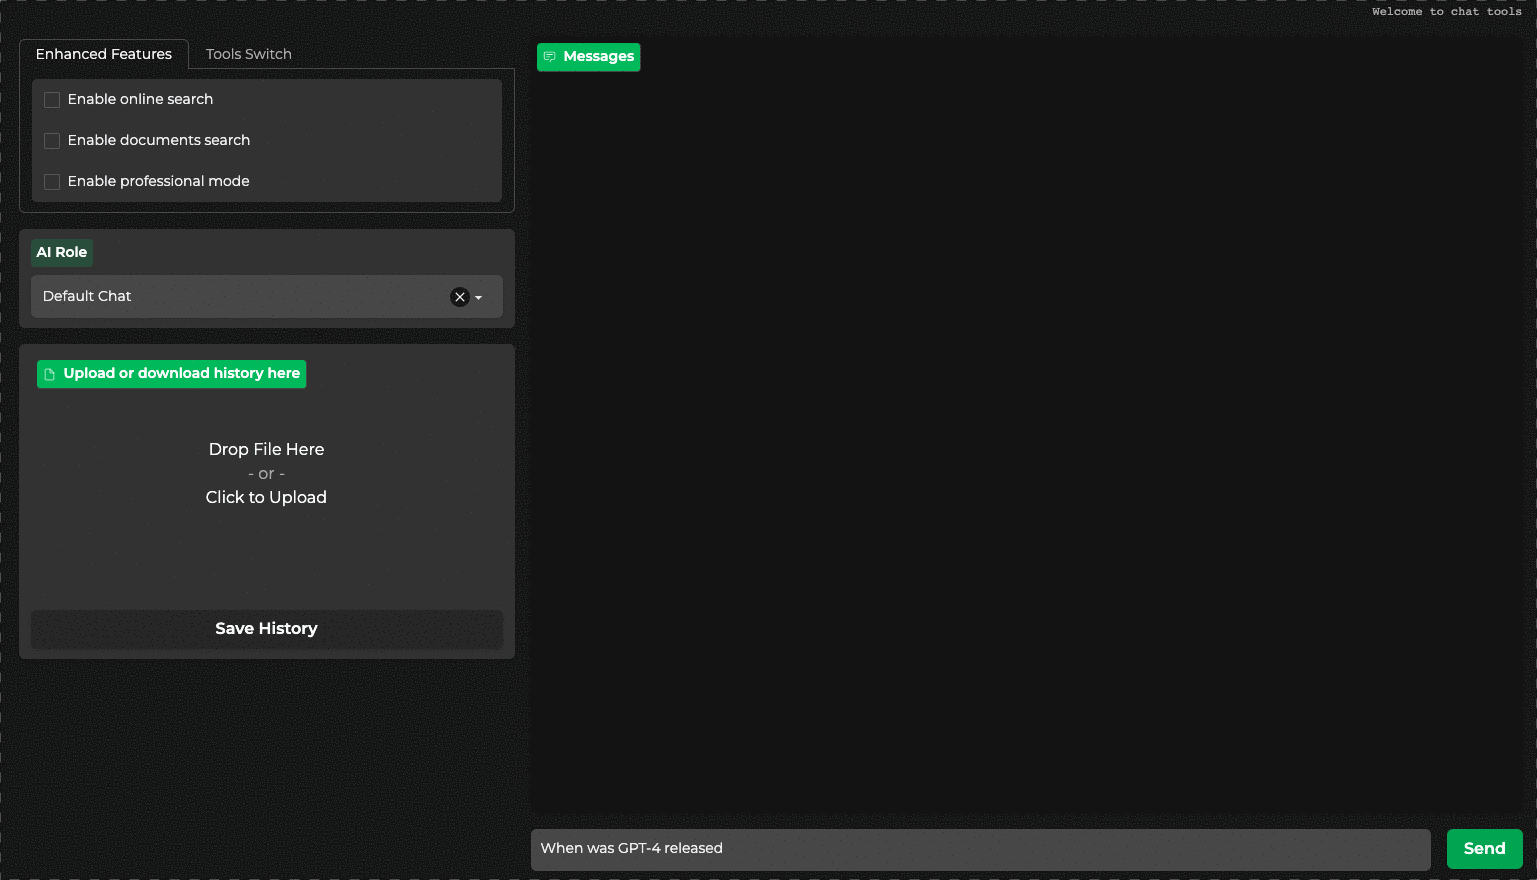 Welcome to chat tools
Enhanced Features
Tools Switch
Enable online search
Enable documents search
Enable professional mode
AI Role
Default Chat
Upload or download history here
Drop File Here
- or -
Click to Upload
Save History
Messages
When was GPT-4 released
Send